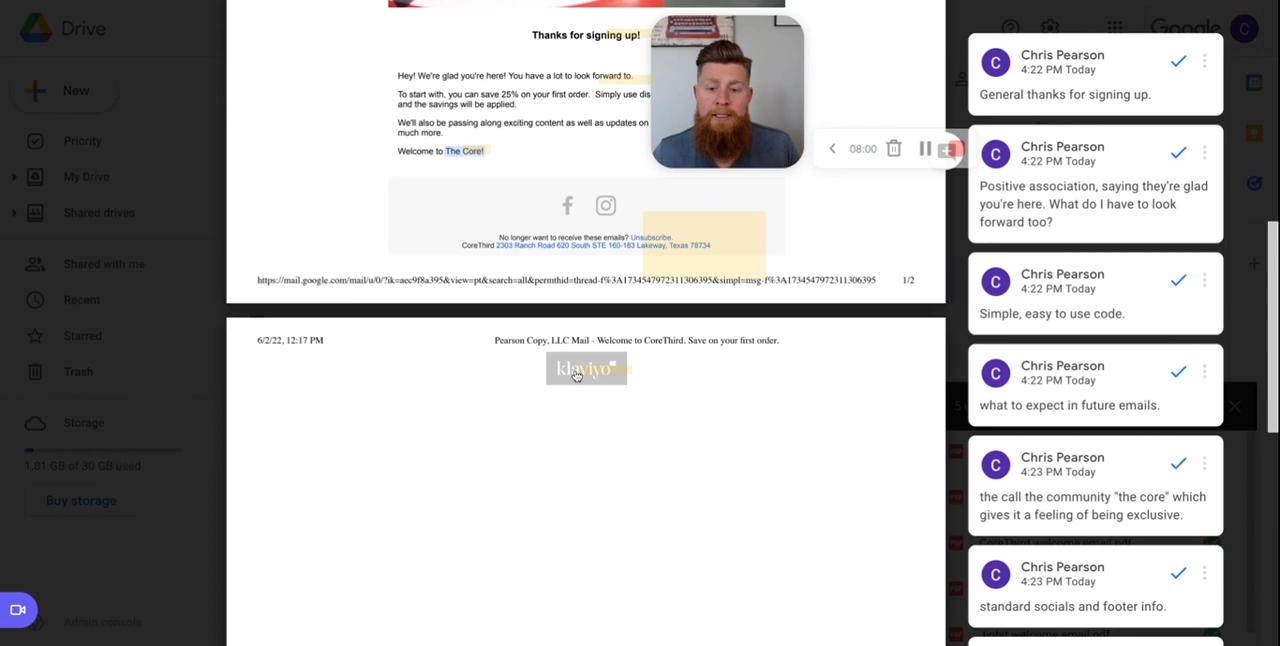 Drive
Google
C
New
Priority
My Drive
Shared drives
Shared with me
Recent
Starred
Trash
Storage
1.81 GB of 30 GB used
Buy storage
Admin console
Thanks for signing up!
Hey! We're glad you're here! You have a lot to look forward to.
To start with, you can save 25% on your first order. Simply use
and the savings will be applied.
We'll also be passing along exciting content as well as updates on
much more.
Welcome to The Core!
No longer want to receive these emails? Unsubscribe.
CoreThird 2303 Ranch Road 620 South STE 160-183 Lakeway, Texas 78734
https://mail.google.com/mail/u/0/?ik=aec9f8a395&view=pt&search=all&permthid=thread-f%3A1734547972311306395&simpl=msg-f%3A1734547972311306395 1/2
08:00
6/2/22, 12:17 PM Pearson Copy, LLC Mail - Welcome to CoreThird. Save on your first order.
klaviyo
C
Chris Pearson
4:22 PM Today
General thanks for signing up.
C
Chris Pearson
4:22 PM Today
Positive association, saying they're glad
you're here. What do I have to look
forward too?
C
Chris Pearson
4:22 PM Today
Simple, easy to use code.
C
Chris Pearson
4:22 PM Today
what to expect in future emails.
C
Chris Pearson
4:23 PM Today
the call the community "the core" which
gives it a feeling of being exclusive.
CoreThird welcome email.pdf
C
Chris Pearson
4:23 PM Today
standard socials and footer info.
welcome email.pdf